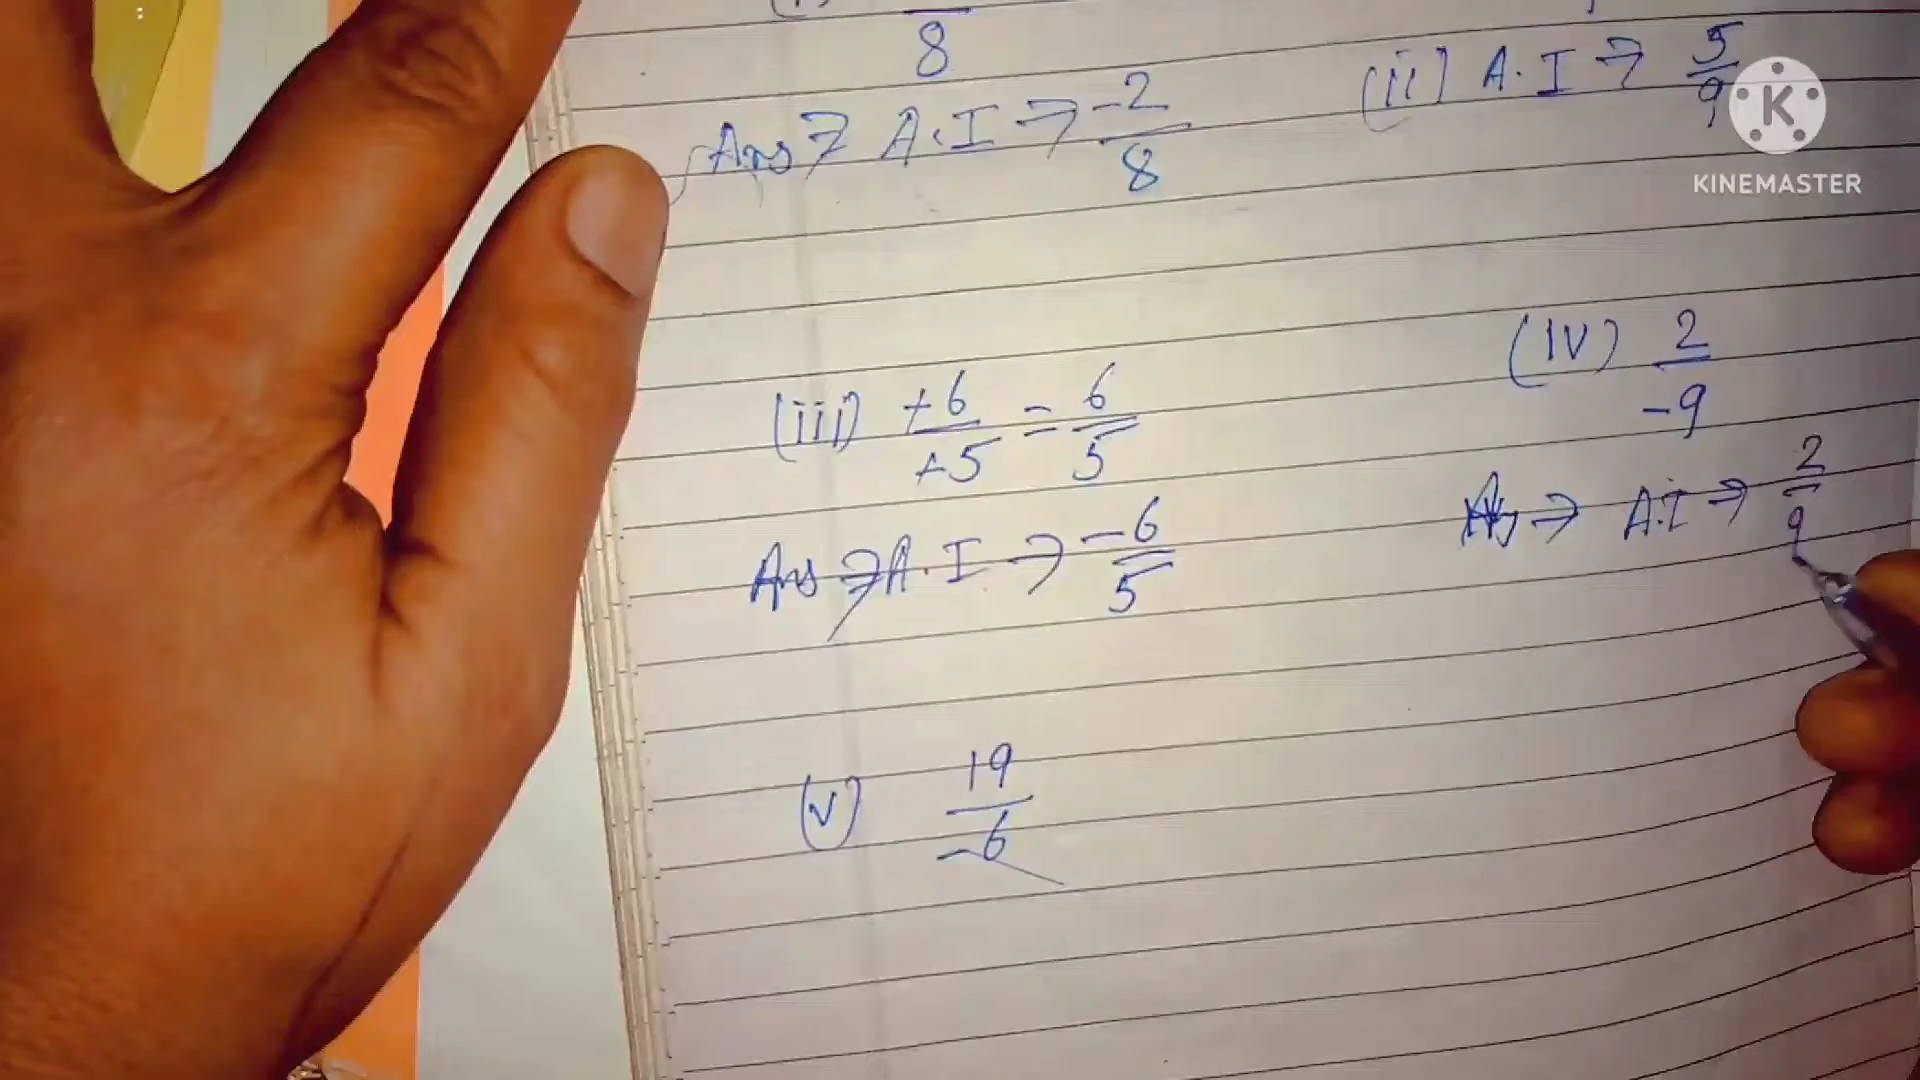 8
(ii) A.I ⇒ 5/9
Ans ⇒ A.I ⇒ -2/8
K
KINEMASTER
(iii) +6/+5 = 6/5
(IV) 2/-9
Ans ⇒ A.I ⇒ -6/5
⇒ A.I ⇒ 2/9
(v) 19/-6